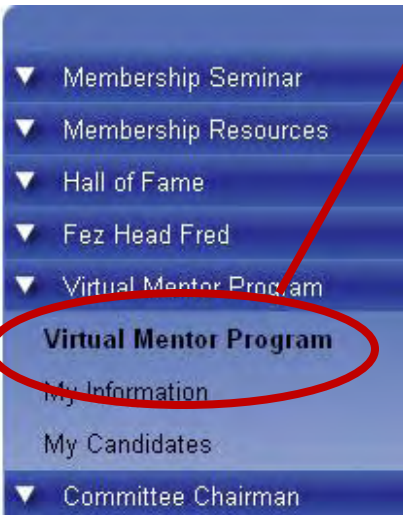 Membership Seminar
Membership Resources
Hall of Fame
Fez Head Fred
Virtual Mentor Program
Virtual Mentor Program
My Information
My Candidates
Committee Chairman